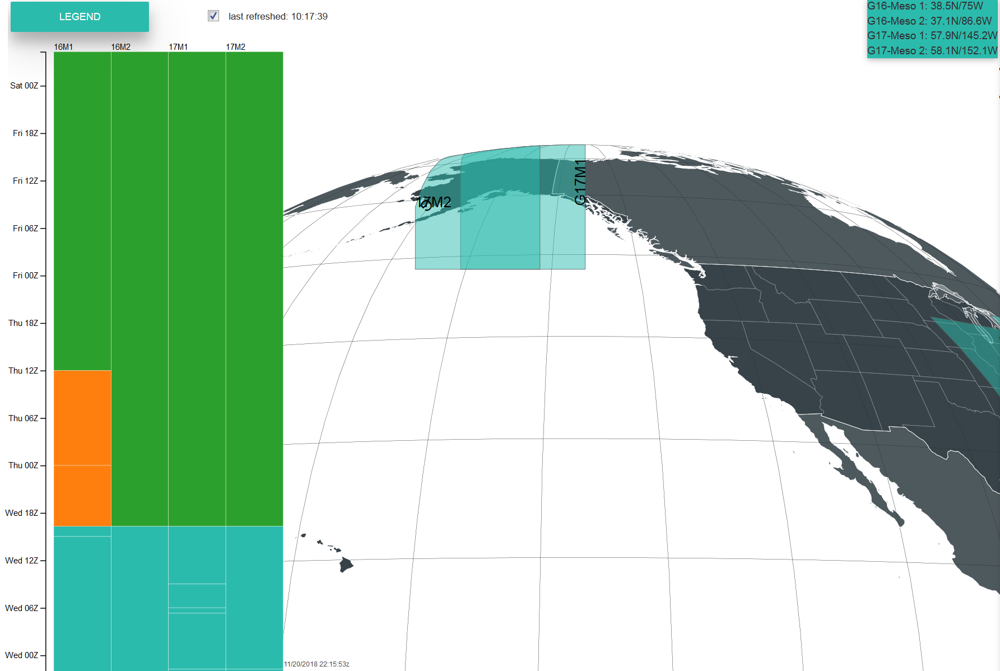 LEGEND
last refreshed: 10:17:39
G16-Meso 1: 38.5N/75W
G16-Meso 2: 37.1N/86.6W
G17-Meso 1: 57.9N/145.2W
G17-Meso 2: 58.1N/152.1W
16M1 16M2 17M1 17M2
Sat 00Z
Fri 18Z
Fri 12Z
Fri 06Z
Fri 00Z
Thu 18Z
Thu 12Z
Thu 06Z
Thu 00Z
Wed 18Z
Wed 12Z
Wed 06Z
Wed 00Z
G17M1
17M2
11/20/2018 22:15:53z